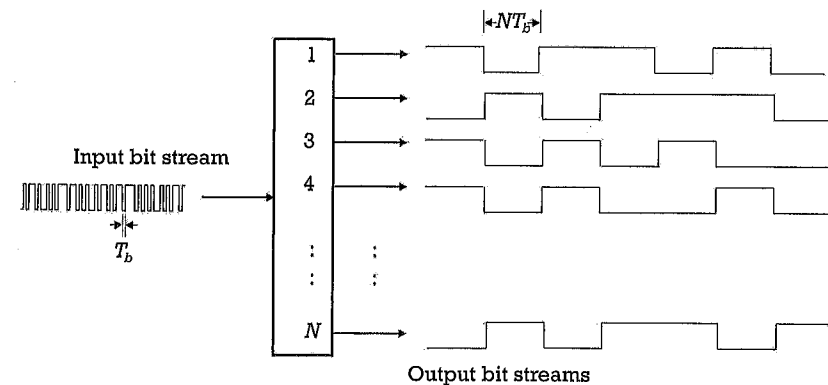 NT_b
1
2
3
Input bit stream
4
T_b
⋮ ⋮
⋮ ⋮
N
Output bit streams